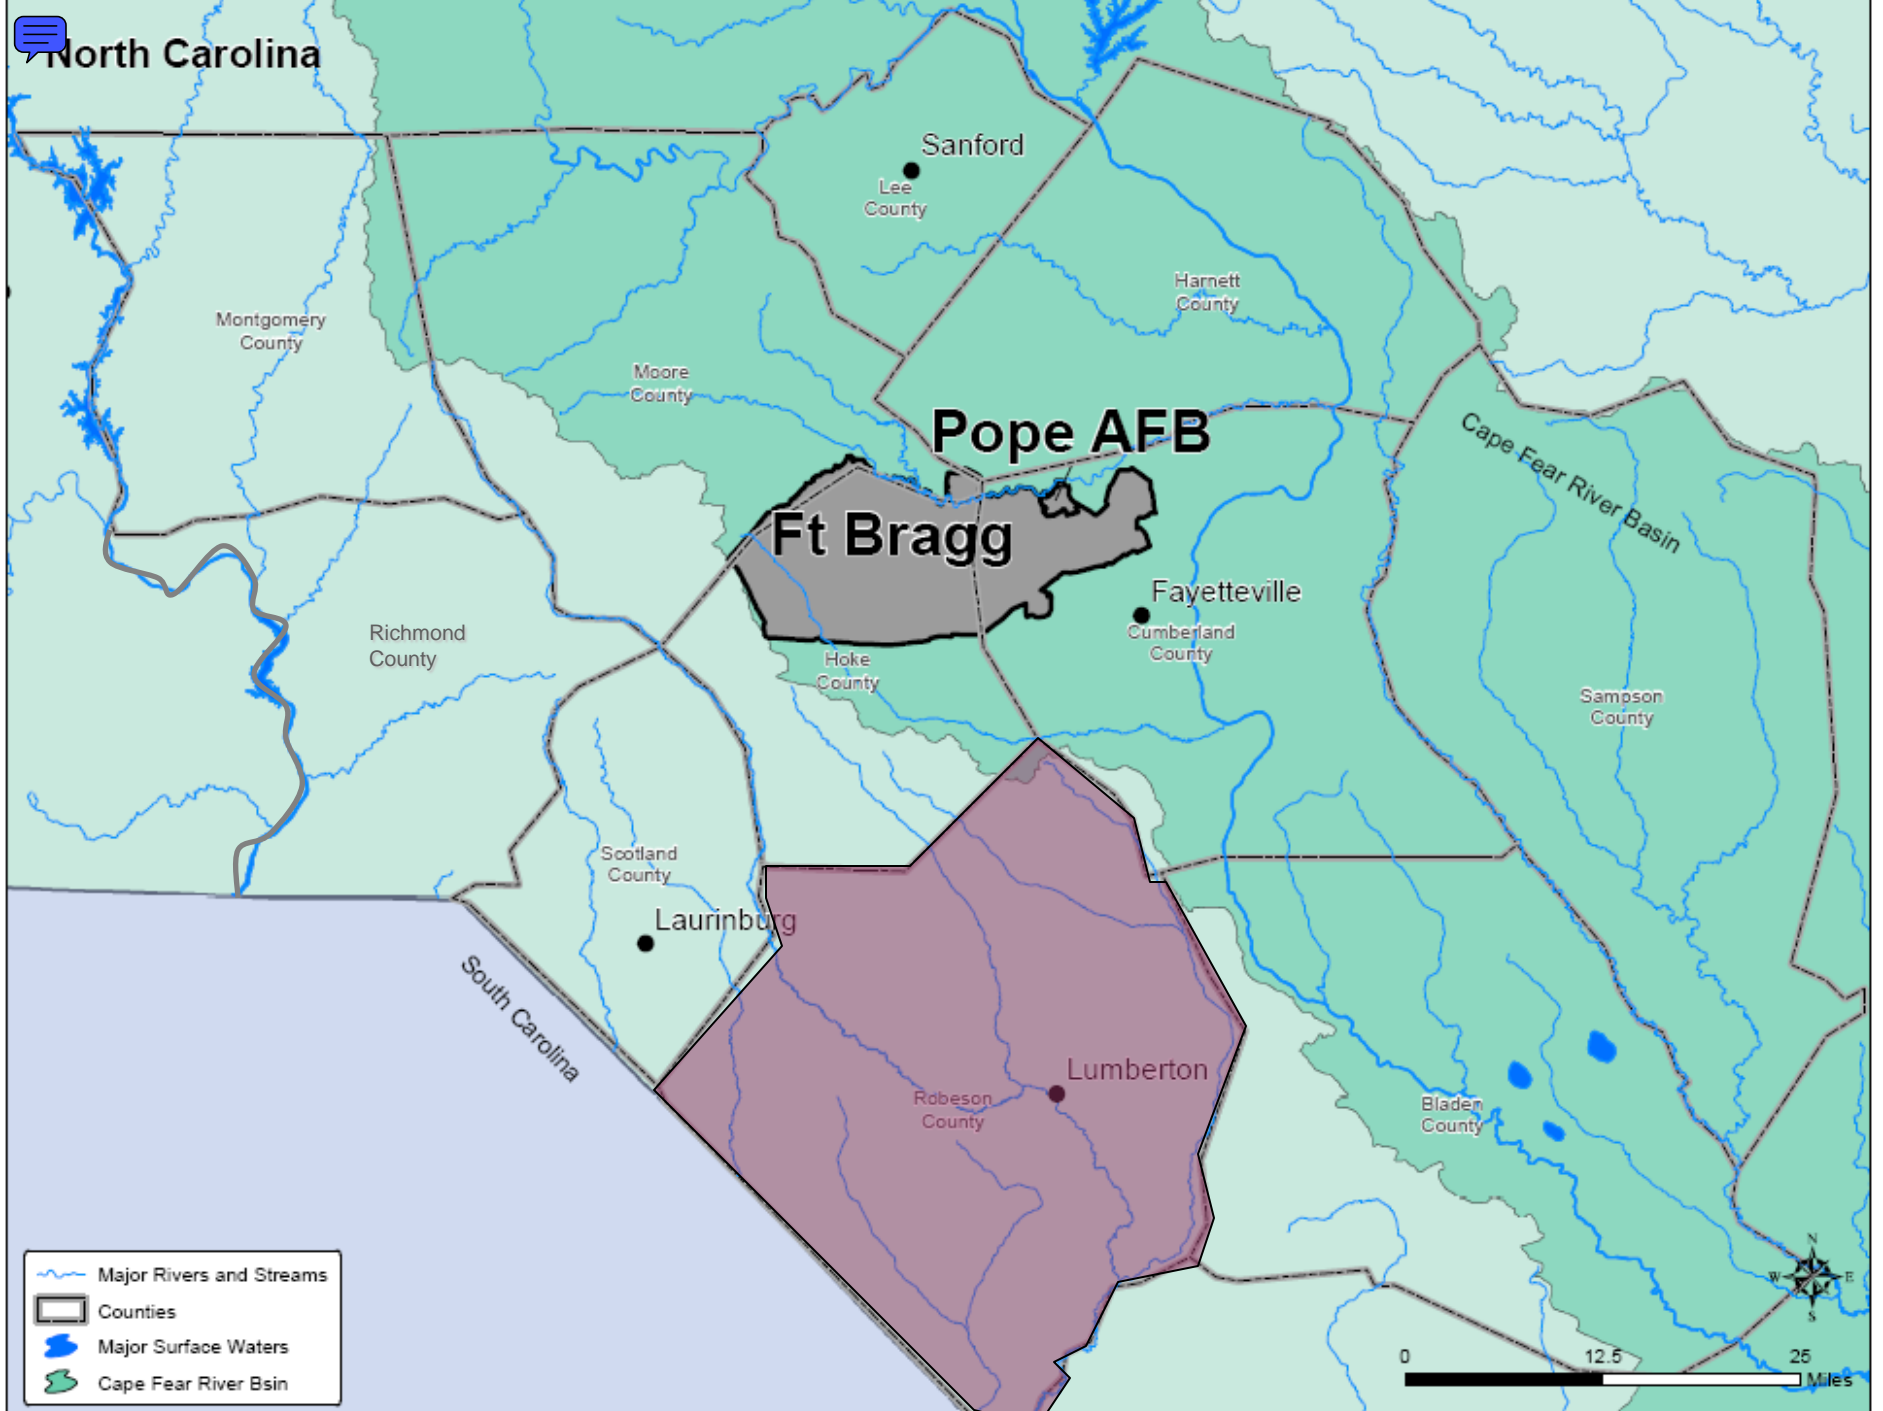 North Carolina
Sanford
Lee
County
Harnett
County
Montgomery
County
Moore
County
Pope AFB
Cape Fear River Basin
Ft Bragg
Fayetteville
Cumberland
County
Richmond
County
Hoke
County
Sampson
County
Scotland
County
Laurinburg
South Carolina
Lumberton
Robeson
County
Bladen
County
N
W
E
S
Major Rivers and Streams
Counties
Major Surface Waters
Cape Fear River Bsin
0
12.5
25
Miles